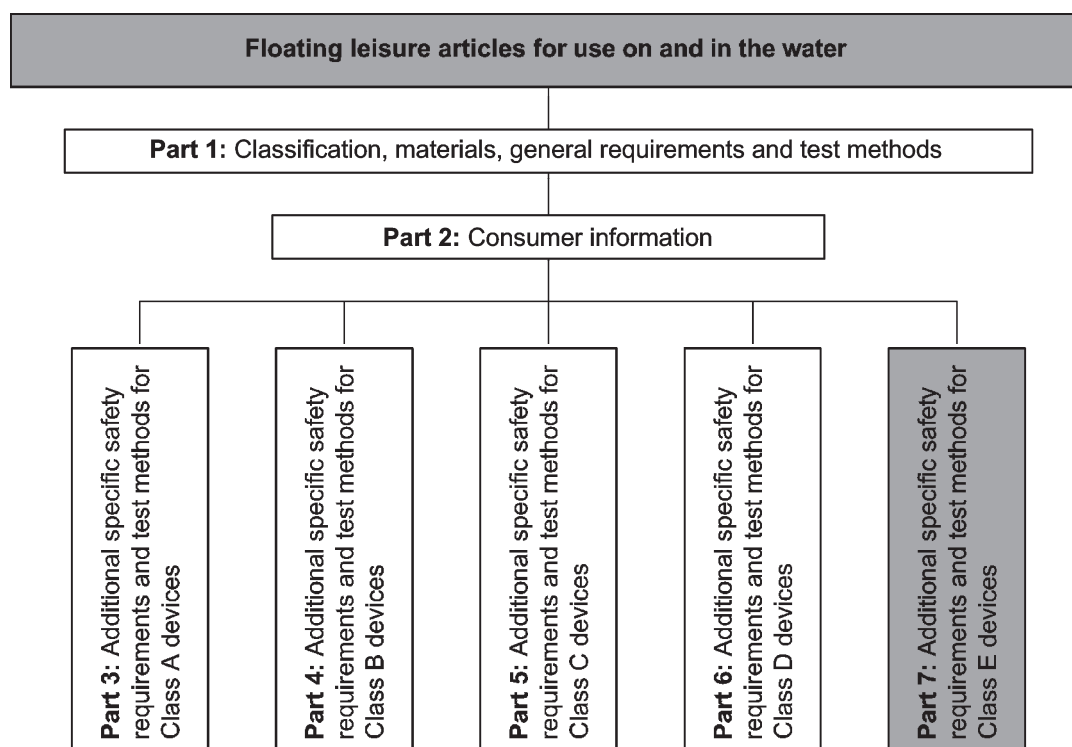 Floating leisure articles for use on and in the water
Part 1: Classification, materials, general requirements and test methods
Part 2: Consumer information
Part 3: Additional specific safety
requirements and test methods for
Class A devices
Part 4: Additional specific safety
requirements and test methods for
Class B devices
Part 5: Additional specific safety
requirements and test methods for
Class C devices
Part 6: Additional specific safety
requirements and test methods for
Class D devices
Part 7: Additional specific safety
requirements and test methods for
Class E devices